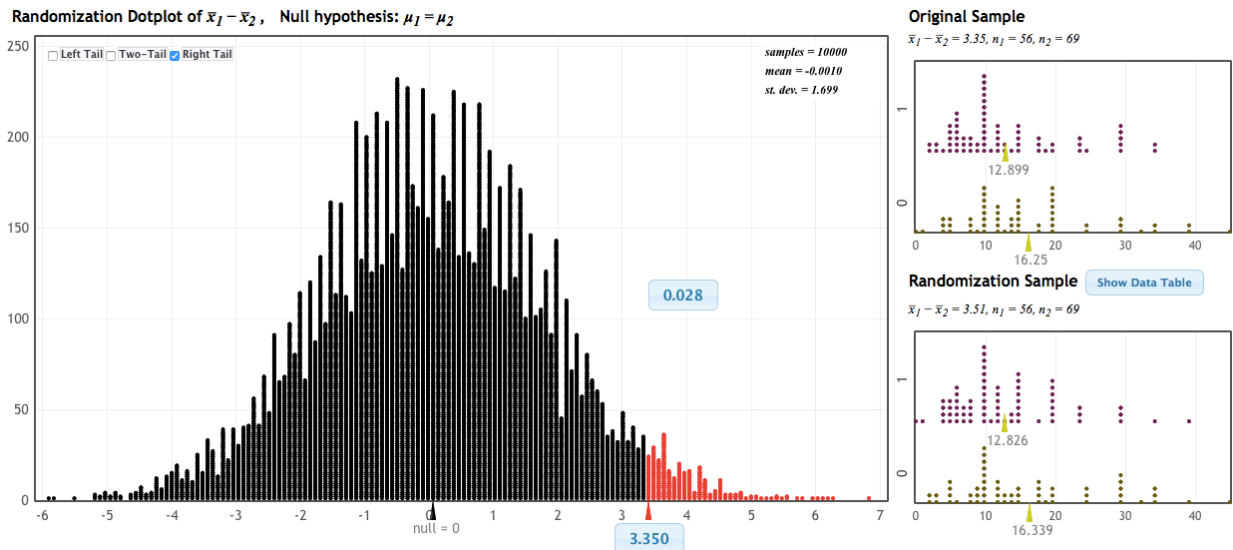 Randomization Dotplot of x̄₁ − x̄₂ , Null hypothesis: μ₁ = μ₂
Left Tail Two-Tail Right Tail
samples = 10000
mean = -0.0010
st. dev. = 1.699
250
200
150
100
50
0
0.028
-6 -5 -4 -3 -2 -1 0 1 2 3 4 5 6 7
null = 0
3.350
Original Sample
x̄₁ − x̄₂ = 3.35, n₁ = 56, n₂ = 69
1
12.899
0
0 10 20 30 40
16.25
Randomization Sample Show Data Table
x̄₁ − x̄₂ = 3.51, n₁ = 56, n₂ = 69
1
12.826
0
0 10 20 30 40
16.339